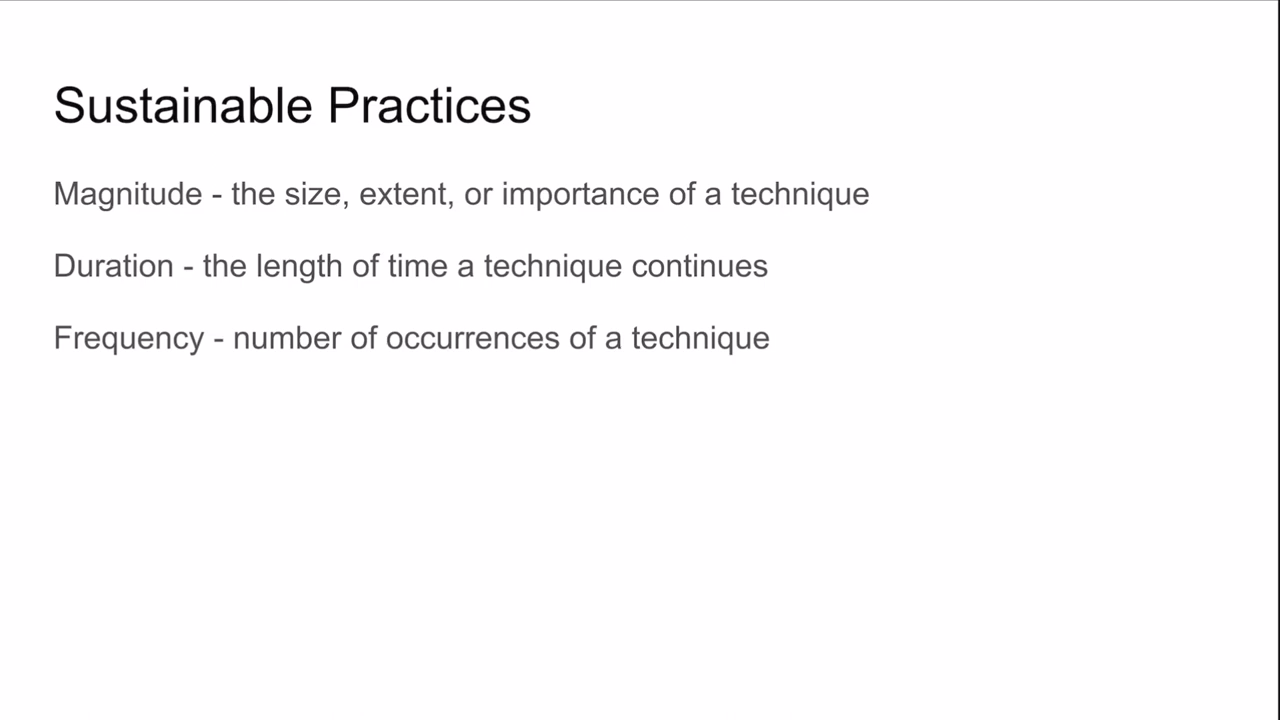 Sustainable Practices
Magnitude - the size, extent, or importance of a technique
Duration - the length of time a technique continues
Frequency - number of occurrences of a technique